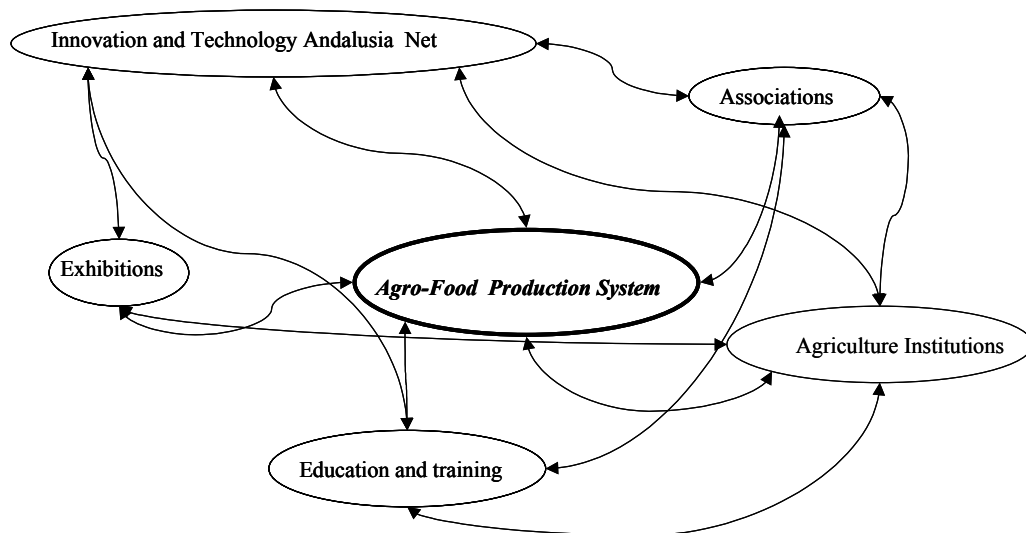 Innovation and Technology Andalusia Net
Associations
Exhibitions
Agro-Food Production System
Agriculture Institutions
Education and training